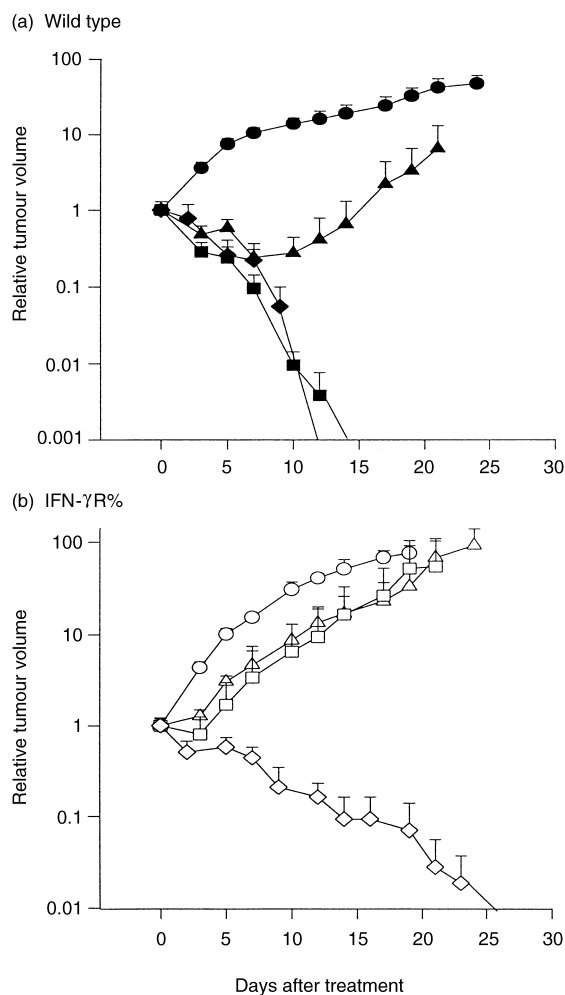 (a) Wild type
100
10
1
0.1
0.01
0.001
Relative tumour volume
0 5 10 15 20 25 30
(b) IFN-γR%
100
10
1
0.1
0.01
Relative tumour volume
0 5 10 15 20 25 30
Days after treatment